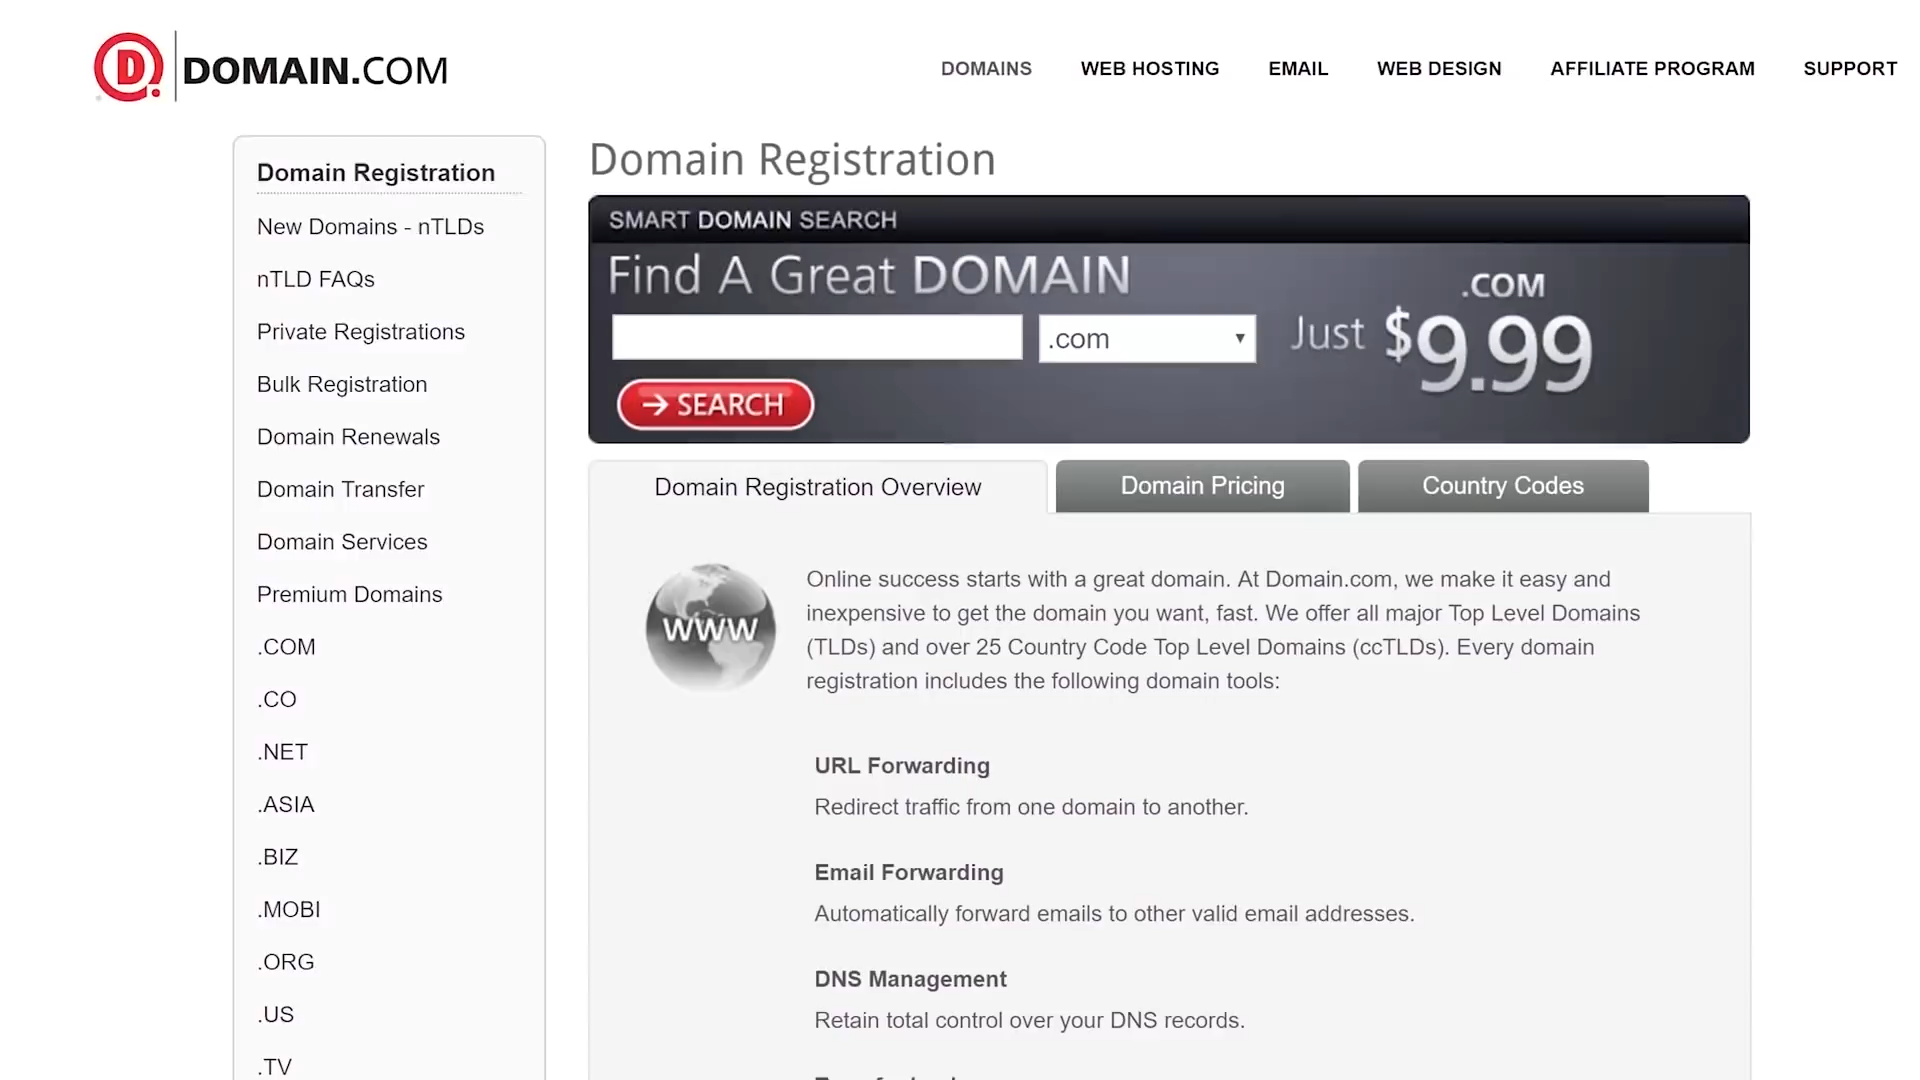 DOMAIN.COM
DOMAINS
WEB HOSTING
EMAIL
WEB DESIGN
AFFILIATE PROGRAM
SUPPORT
Domain Registration
New Domains - nTLDs
nTLD FAQs
Private Registrations
Bulk Registration
Domain Renewals
Domain Transfer
Domain Services
Premium Domains
.COM
.CO
.NET
.ASIA
.BIZ
.MOBI
.ORG
.US
.TV
Domain Registration
SMART DOMAIN SEARCH
Find A Great DOMAIN
.com
SEARCH
.COM
Just $9.99
Domain Registration Overview
Domain Pricing
Country Codes
www
Online success starts with a great domain. At Domain.com, we make it easy and
inexpensive to get the domain you want, fast. We offer all major Top Level Domains
(TLDs) and over 25 Country Code Top Level Domains (ccTLDs). Every domain
registration includes the following domain tools:
URL Forwarding
Redirect traffic from one domain to another.
Email Forwarding
Automatically forward emails to other valid email addresses.
DNS Management
Retain total control over your DNS records.